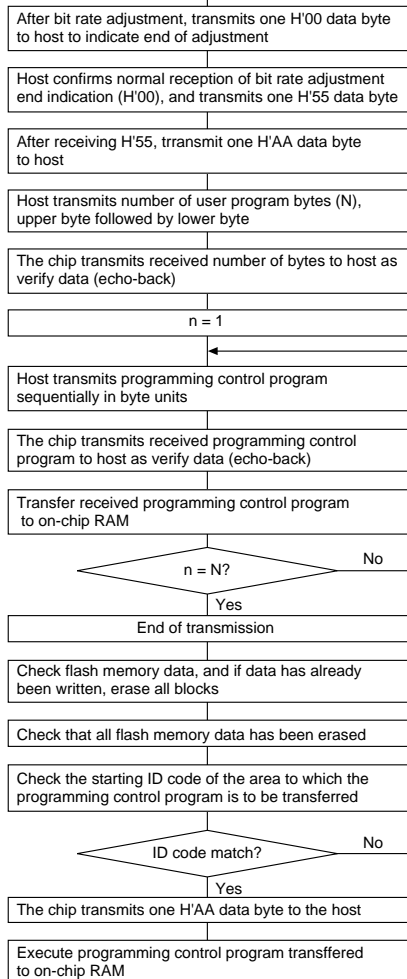 After bit rate adjustment, transmits one H'00 data byte
to host to indicate end of adjustment
Host confirms normal reception of bit rate adjustment
end indication (H'00), and transmits one H'55 data byte
After receiving H'55, trransmit one H'AA data byte
to host
Host transmits number of user program bytes (N),
upper byte followed by lower byte
The chip transmits received number of bytes to host as
verify data (echo-back)
n = 1
Host transmits programming control program
sequentially in byte units
The chip transmits received programming control
program to host as verify data (echo-back)
Transfer received programming control program
to on-chip RAM
n = N?
No
Yes
End of transmission
Check flash memory data, and if data has already
been written, erase all blocks
Check that all flash memory data has been erased
Check the starting ID code of the area to which the
programming control program is to be transferred
ID code match?
No
Yes
The chip transmits one H'AA data byte to the host
Execute programming control program transffered
to on-chip RAM